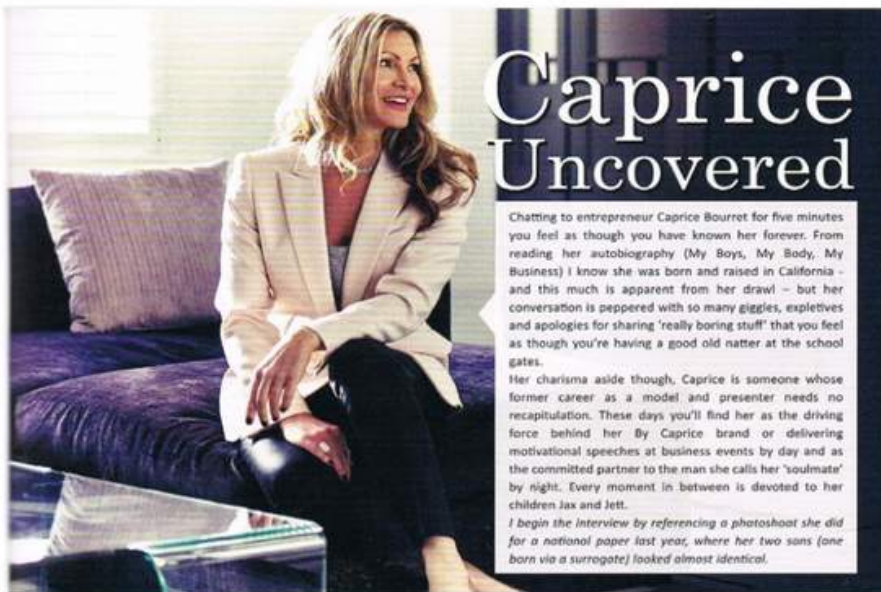 Caprice
Uncovered
Chatting to entrepreneur Caprice Bourret for five minutes
you feel as though you have known her forever. From
reading her autobiography (My Boys, My Body, My
Business) I know she was born and raised in California -
and this much is apparent from her drawl – but her
conversation is peppered with so many giggles, expletives
and apologies for sharing 'really boring stuff' that you feel
as though you're having a good old natter at the school
gates.
Her charisma aside though, Caprice is someone whose
former career as a model and presenter needs no
recapitulation. These days you'll find her as the driving
force behind her By Caprice brand or delivering
motivational speeches at business events by day and as
the committed partner to the man she calls her 'soulmate'
by night. Every moment in between is devoted to her
children Jax and Jett.
I begin the interview by referencing a photoshoot she did
for a national paper last year, where her two sons (one
born via a surrogate) looked almost identical.